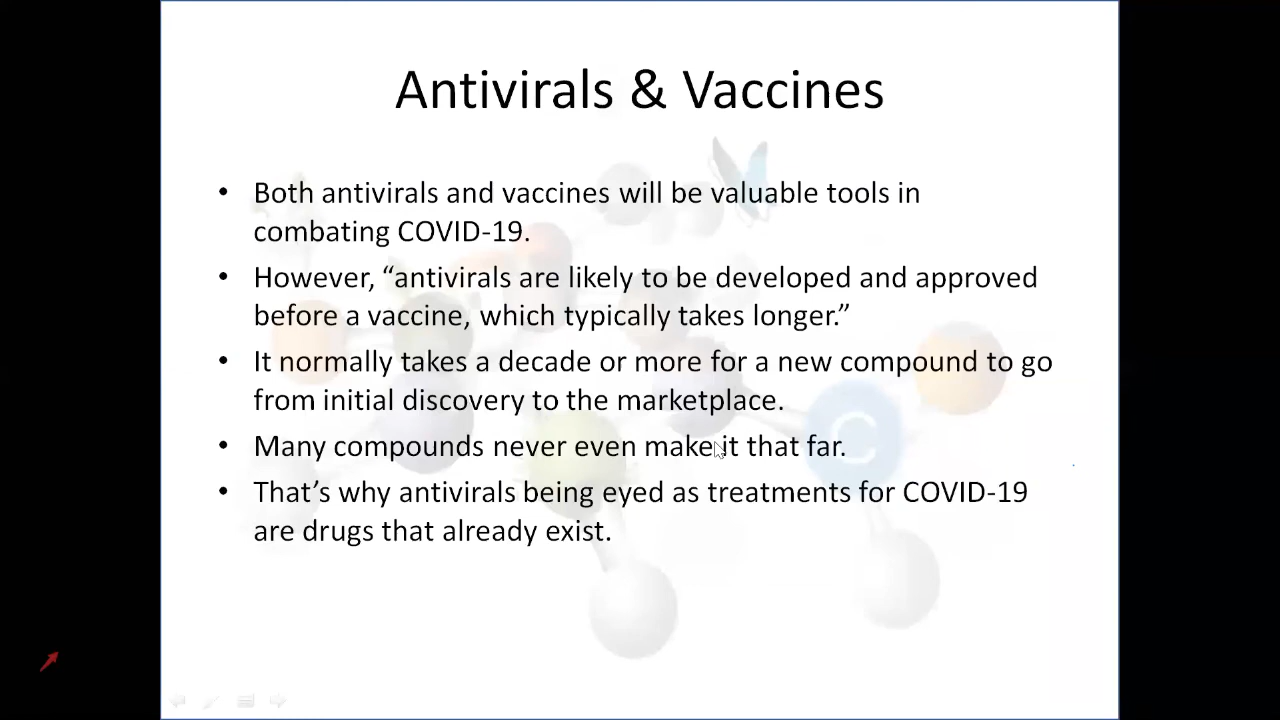 Antivirals & Vaccines
• Both antivirals and vaccines will be valuable tools in
combating COVID-19.
• However, “antivirals are likely to be developed and approved
before a vaccine, which typically takes longer.”
• It normally takes a decade or more for a new compound to go
from initial discovery to the marketplace.
• Many compounds never even make it that far.
• That’s why antivirals being eyed as treatments for COVID-19
are drugs that already exist.
C